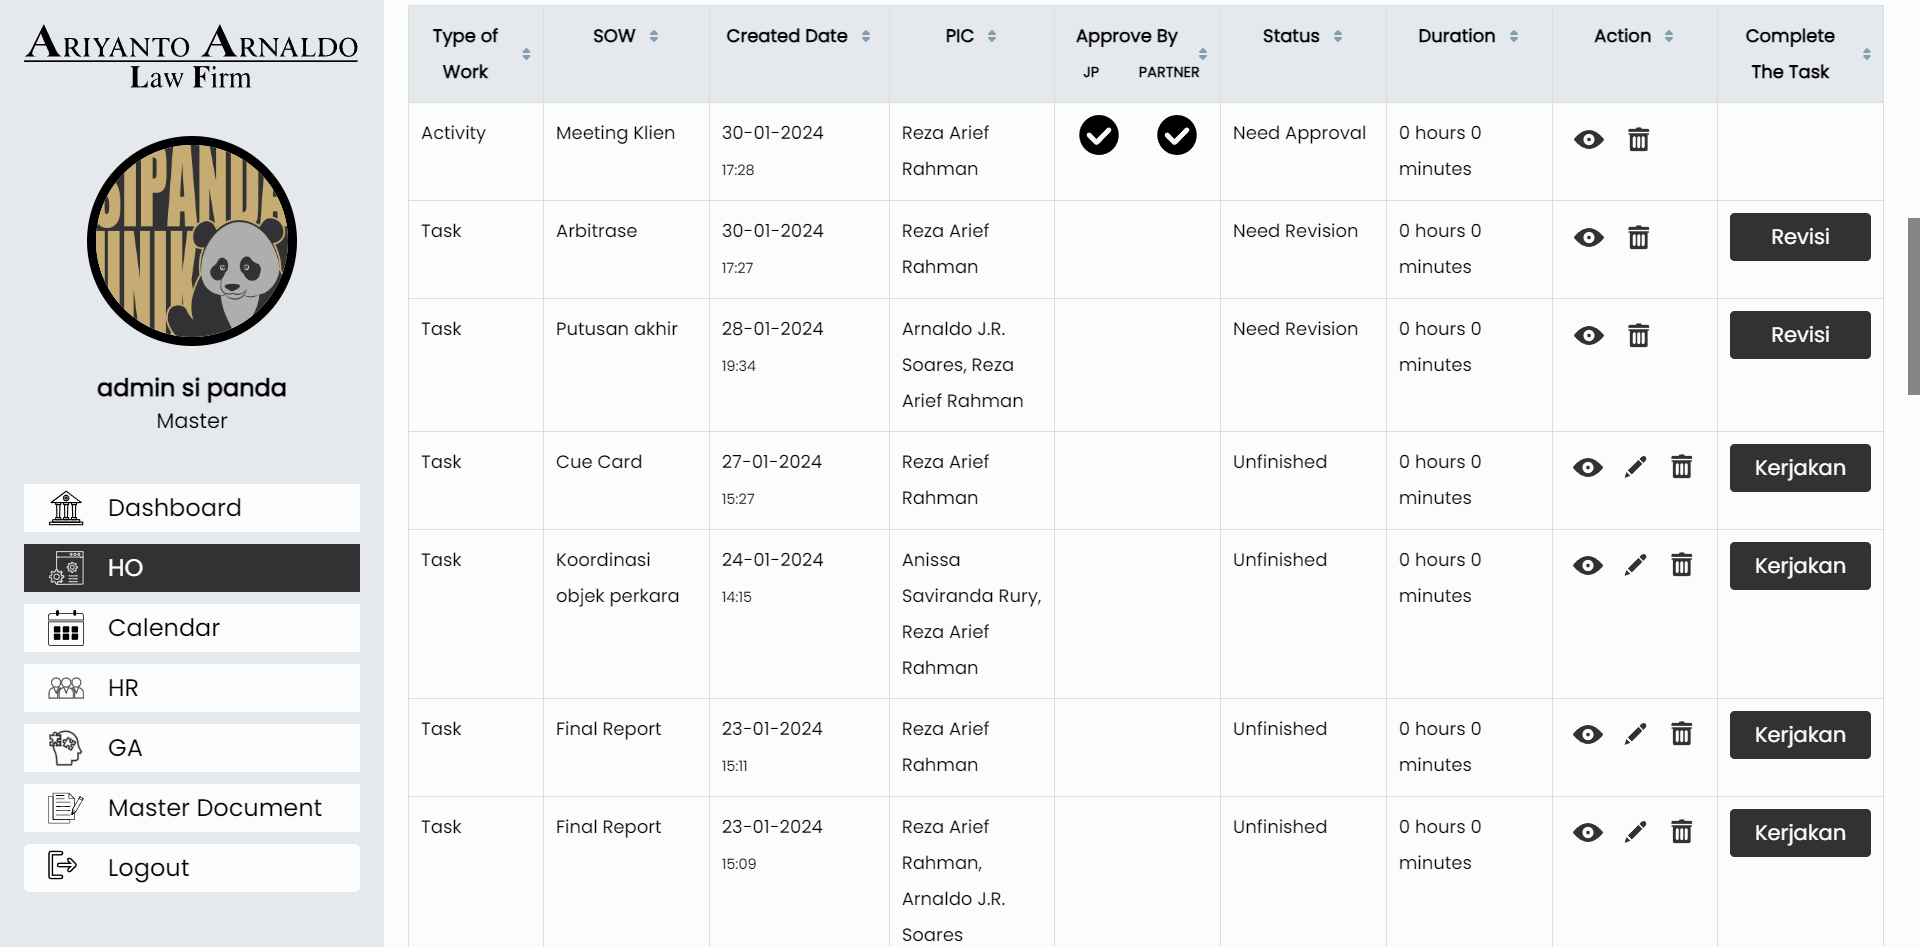 ARIYANTO ARNALDO
Law Firm
SIPANDA
UNIK
admin si panda
Master
Dashboard
HO
Calendar
HR
GA
Master Document
Logout
Type of Work SOW Created Date PIC Approve By JP PARTNER Status Duration Action Complete The Task
Activity Meeting Klien 30-01-2024 17:28 Reza Arief Rahman Need Approval 0 hours 0 minutes
Task Arbitrase 30-01-2024 17:27 Reza Arief Rahman Need Revision 0 hours 0 minutes Revisi
Task Putusan akhir 28-01-2024 19:34 Arnaldo J.R. Soares, Reza Arief Rahman Need Revision 0 hours 0 minutes Revisi
Task Cue Card 27-01-2024 15:27 Reza Arief Rahman Unfinished 0 hours 0 minutes Kerjakan
Task Koordinasi objek perkara 24-01-2024 14:15 Anissa Saviranda Rury, Reza Arief Rahman Unfinished 0 hours 0 minutes Kerjakan
Task Final Report 23-01-2024 15:11 Reza Arief Rahman Unfinished 0 hours 0 minutes Kerjakan
Task Final Report 23-01-2024 15:09 Reza Arief Rahman, Arnaldo J.R. Soares Unfinished 0 hours 0 minutes Kerjakan